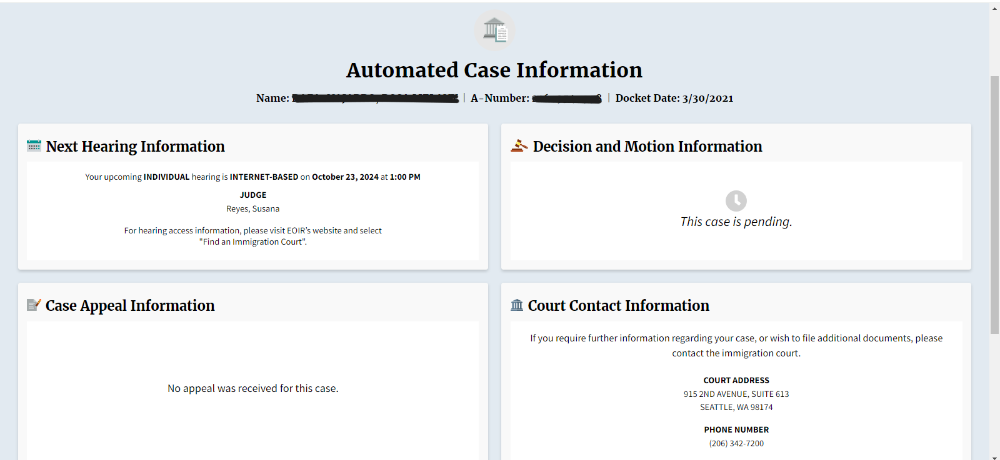 Automated Case Information
Name: | A-Number: | Docket Date: 3/30/2021
Next Hearing Information
Your upcoming INDIVIDUAL hearing is INTERNET-BASED on October 23, 2024 at 1:00 PM
JUDGE
Reyes, Susana
For hearing access information, please visit EOIR's website and select
"Find an Immigration Court".
Decision and Motion Information
This case is pending.
Case Appeal Information
No appeal was received for this case.
Court Contact Information
If you require further information regarding your case, or wish to file additional documents, please
contact the immigration court.
COURT ADDRESS
915 2ND AVENUE, SUITE 613
SEATTLE, WA 98174
PHONE NUMBER
(206) 342-7200